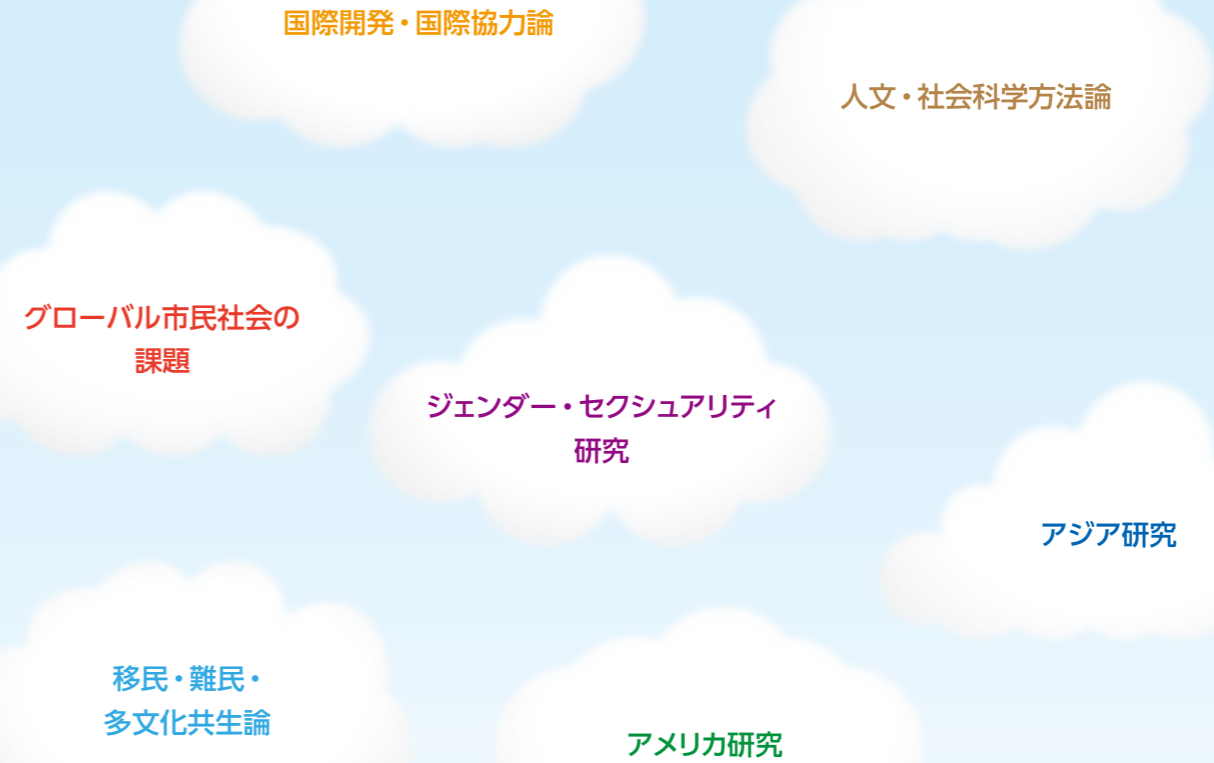 国際開発・国際協力論
人文・社会科学方法論
グローバル市民社会の
課題
ジェンダー・セクシュアリティ
研究
アジア研究
移民・難民・
多文化共生論
アメリカ研究